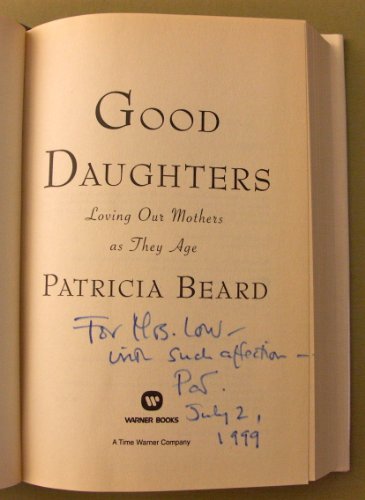 GOOD
DAUGHTERS
Loving Our Mothers
as They Age
PATRICIA BEARD
For Mrs. Low -
with such affection -
Pat.
July 2,
1999
WARNER BOOKS
A Time Warner Company